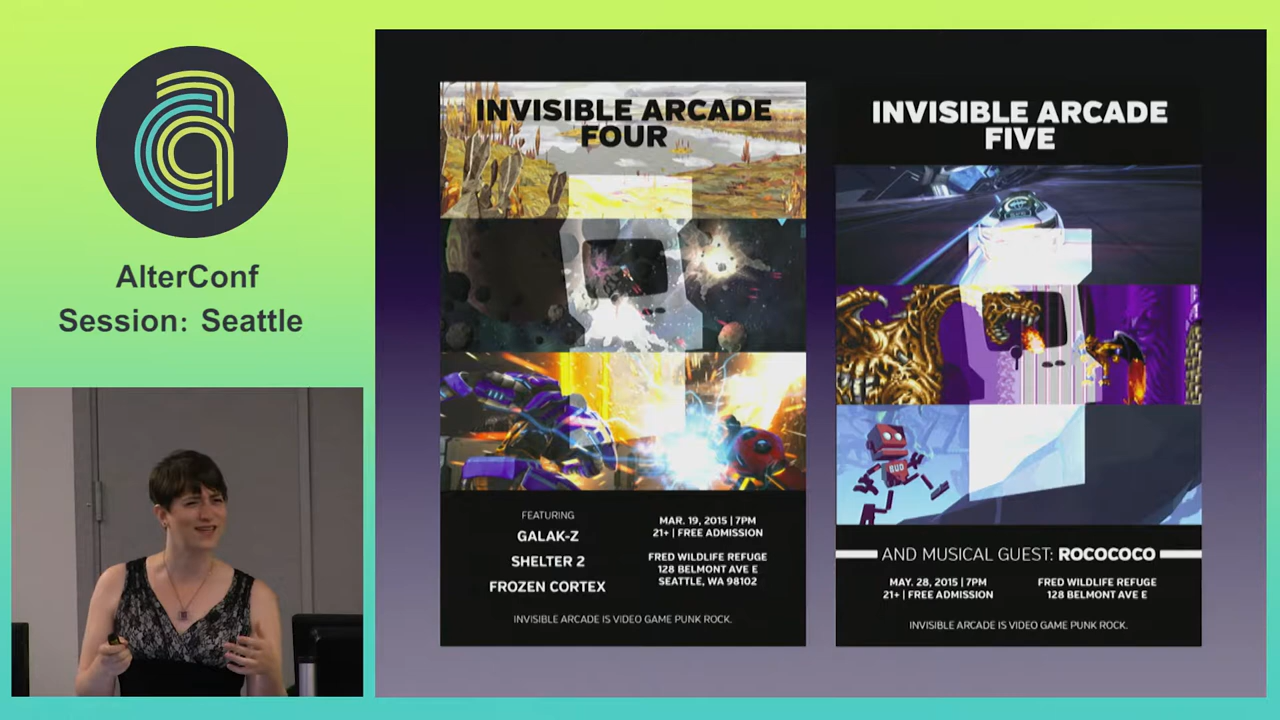 AlterConf
Session: Seattle
INVISIBLE ARCADE
FOUR
FEATURING
GALAK-Z
SHELTER 2
FROZEN CORTEX
MAR. 19, 2015 | 7PM
21+ | FREE ADMISSION
FRED WILDLIFE REFUGE
128 BELMONT AVE E
SEATTLE, WA 98102
INVISIBLE ARCADE IS VIDEO GAME PUNK ROCK.
INVISIBLE ARCADE
FIVE
BUD
AND MUSICAL GUEST: ROCOCOCO
MAY. 28, 2015 | 7PM
21+ | FREE ADMISSION
FRED WILDLIFE REFUGE
128 BELMONT AVE E
INVISIBLE ARCADE IS VIDEO GAME PUNK ROCK.